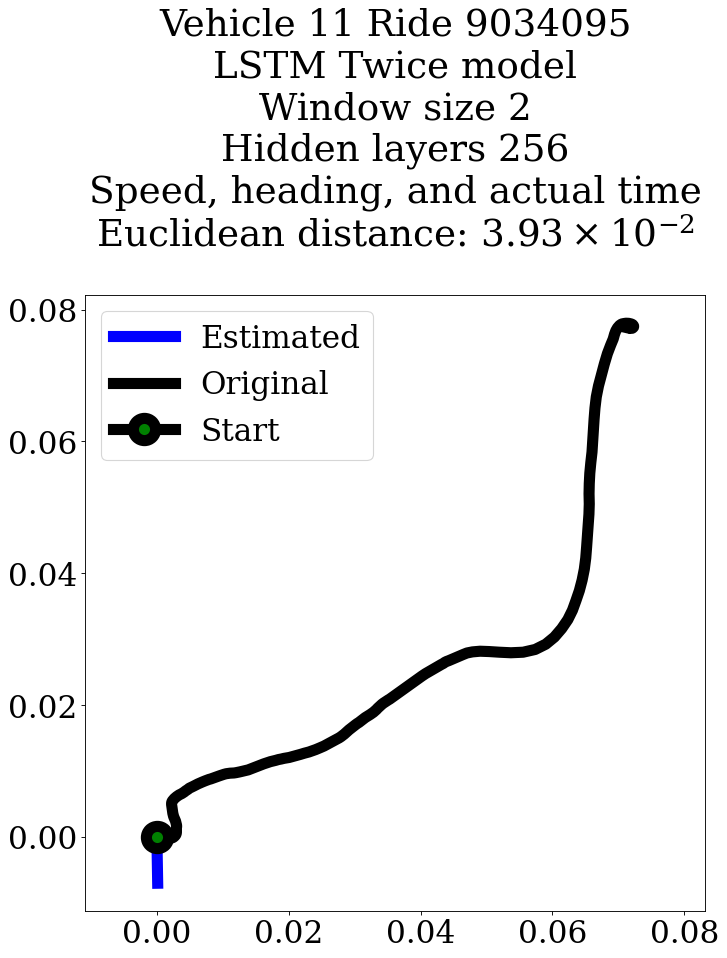 Vehicle 11 Ride 9034095
LSTM Twice model
Window size 2
Hidden layers 256
Speed, heading, and actual time
Euclidean distance: 3.93 × 10⁻²
0.08
Estimated
Original
Start
0.06
0.04
0.02
0.00
0.00 0.02 0.04 0.06 0.08